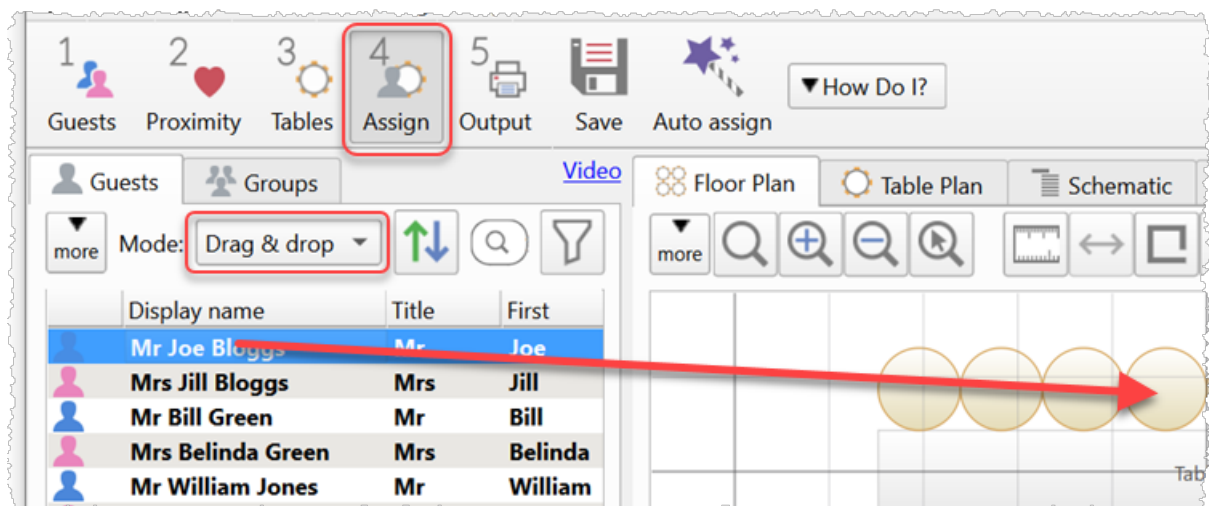 1 2 3 4 5
Guests Proximity Tables Assign Output Save Auto assign ▼How Do I?
Guests Groups Video Floor Plan Table Plan Schematic
more Mode: Drag & drop more
Display name Title First
Mr Joe Bloggs Mr Joe
Mrs Jill Bloggs Mrs Jill
Mr Bill Green Mr Bill
Mrs Belinda Green Mrs Belinda
Mr William Jones Mr William
Tab